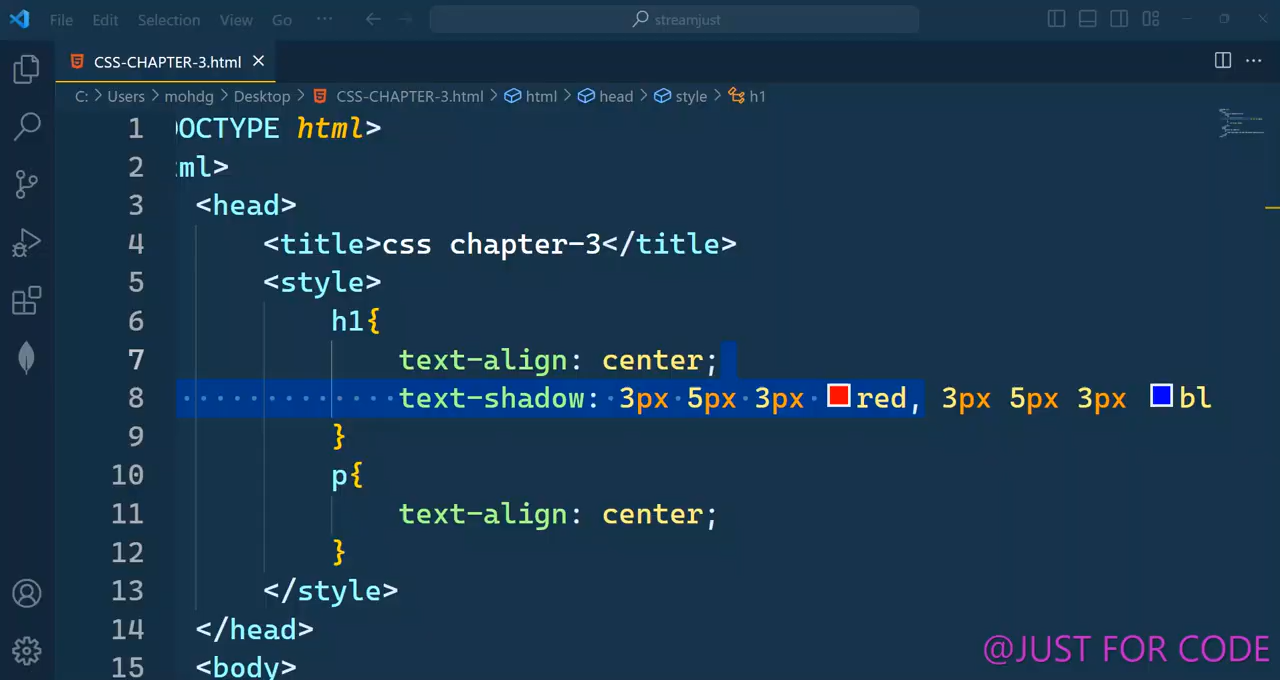 File Edit Selection View Go ··· streamjust
CSS-CHAPTER-3.html
C: > Users > mohdg > Desktop > CSS-CHAPTER-3.html > html > head > style > h1
1 DOCTYPE html>
2 ml>
3 <head>
4 <title>css chapter-3</title>
5 <style>
6 h1{
7 text-align: center;
8 text-shadow: 3px 5px 3px red, 3px 5px 3px bl
9 }
10 p{
11 text-align: center;
12 }
13 </style>
14 </head>
15 <body>
@JUST FOR CODE